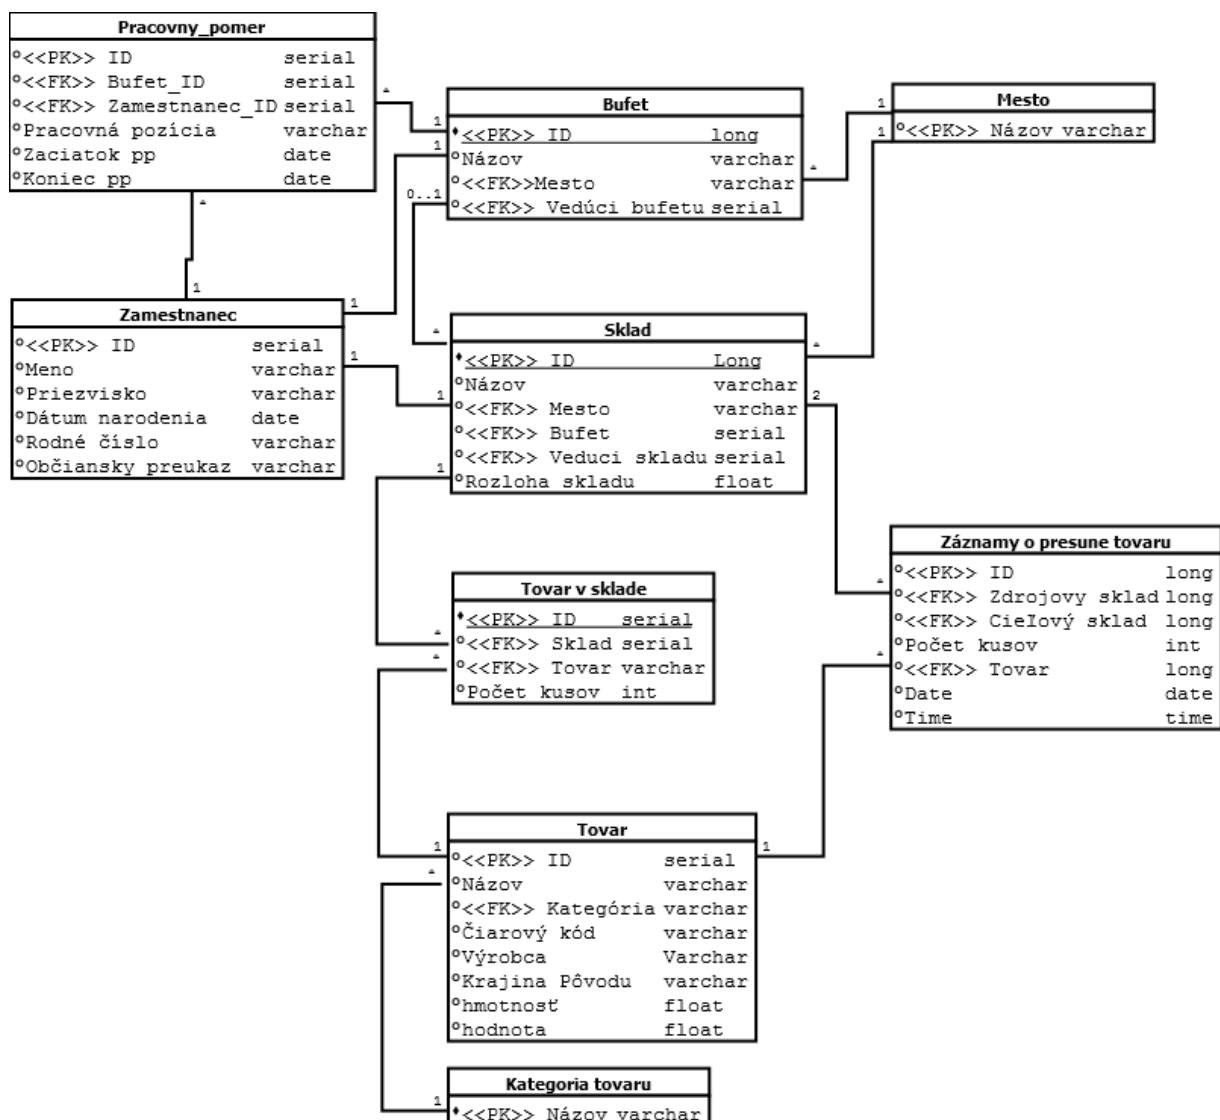 Pracovny_pomer
<<PK>> ID serial
<<FK>> Bufet_ID serial
<<FK>> Zamestnanec_ID serial
Pracovná pozícia varchar
Zaciatok pp date
Koniec pp date
*
1
*
1
Bufet
<<PK>> ID long
Názov varchar
<<FK>>Mesto varchar
<<FK>> Vedúci bufetu serial
1
0..1
*
1
1
Mesto
<<PK>> Názov varchar
Zamestnanec
<<PK>> ID serial
Meno varchar
Priezvisko varchar
Dátum narodenia date
Rodné číslo varchar
Občiansky preukaz varchar
1
1
1
*
1
Sklad
<<PK>> ID Long
Názov varchar
<<FK>> Mesto varchar
<<FK>> Bufet serial
<<FK>> Veduci skladu serial
Rozloha skladu float
*
2
1
Tovar v sklade
<<PK>> ID serial
<<FK>> Sklad serial
<<FK>> Tovar varchar
Počet kusov int
*
*
Záznamy o presune tovaru
<<PK>> ID long
<<FK>> Zdrojovy sklad long
<<FK>> CieIový sklad long
Počet kusov int
<<FK>> Tovar long
Date date
Time time
*
*
Tovar
<<PK>> ID serial
Názov varchar
<<FK>> Kategória varchar
Čiarový kód varchar
Výrobca Varchar
Krajina Pôvodu varchar
hmotnosť float
hodnota float
1
*
1
Kategoria tovaru
<<PK>> Názov varchar
1